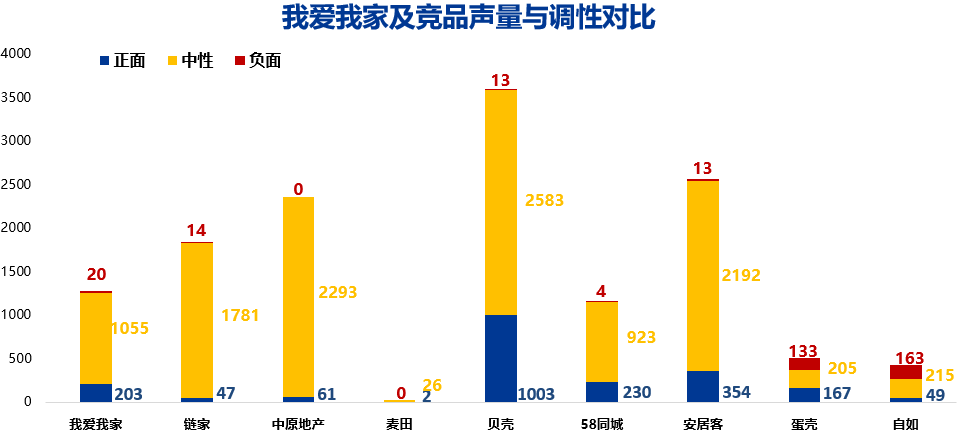 我爱我家及竞品声量与调性对比
正面 中性 负面
4000
3500
3000
2500
2000
1500
1000
500
0
20 1055 203
14 1781 47
0 2293 61
0 26 2
13 2583 1003
4 923 230
13 2192 354
133 205 167
163 215 49
我爱我家 链家 中原地产 麦田 贝壳 58同城 安居客 蛋壳 自如